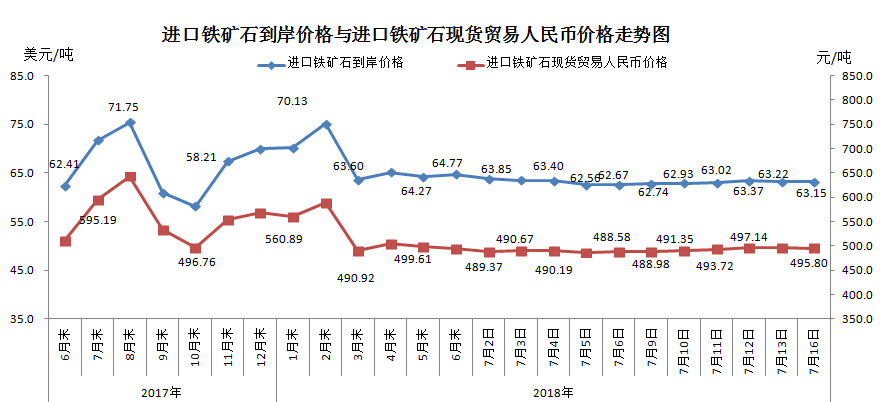 进口铁矿石到岸价格与进口铁矿石现货贸易人民币价格走势图
美元/吨
元/吨
进口铁矿石到岸价格
进口铁矿石现货贸易人民币价格
85.0
75.0
65.0
55.0
45.0
35.0
850.0
800.0
750.0
700.0
650.0
600.0
550.0
500.0
450.0
400.0
350.0
62.41
71.75
58.21
70.13
63.60
64.27
64.77
63.85
63.40
62.56
62.67
62.74
62.93
63.02
63.37
63.22
63.15
595.19
496.76
560.89
490.92
499.61
489.37
490.67
490.19
488.58
488.98
491.35
493.72
497.14
495.80
6月末
7月末
8月末
9月末
10月末
11月末
12月末
1月末
2月末
3月末
4月末
5月末
6月末
7月2日
7月3日
7月4日
7月5日
7月6日
7月9日
7月10日
7月11日
7月12日
7月13日
7月16日
2017年
2018年